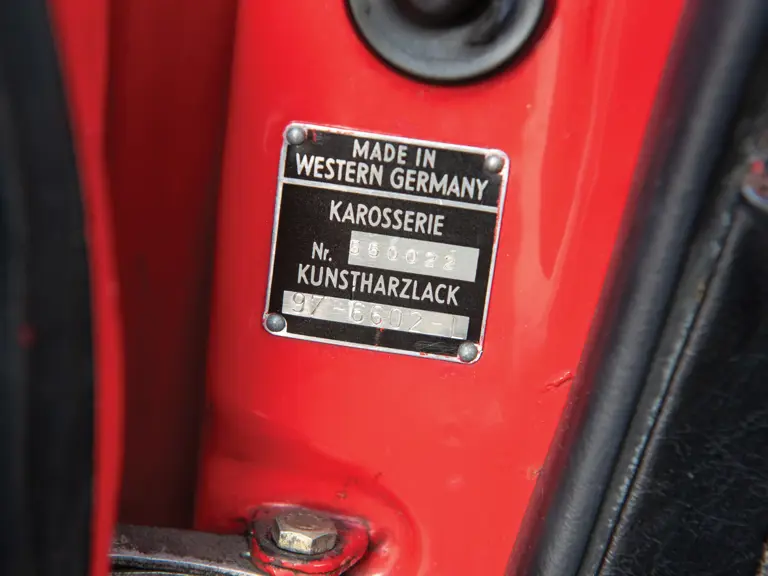 MADE IN
WESTERN GERMANY
KAROSSERIE
Nr.
KUNSTHARZLACK
97-6602-L